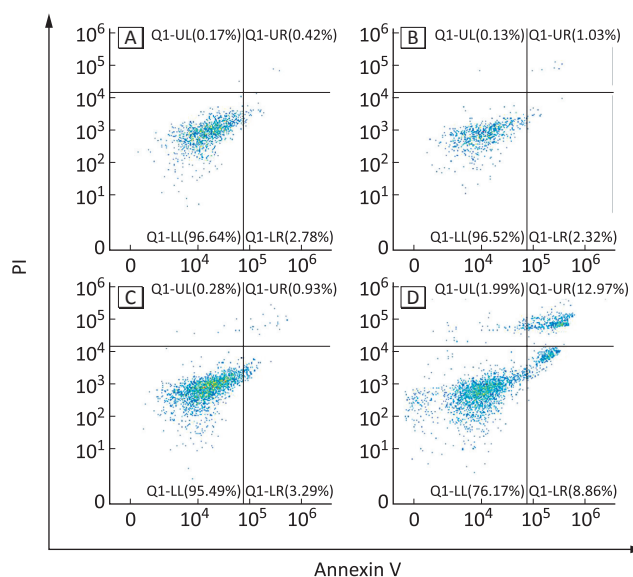 A Q1-UL(0.17%) Q1-UR(0.42%)
10^6
10^5
10^4
10^3
10^2
10^1
0
Q1-LL(96.64%) Q1-LR(2.78%)
0 10^4 10^5 10^6
B Q1-UL(0.13%) Q1-UR(1.03%)
10^6
10^5
10^4
10^3
10^2
10^1
0
Q1-LL(96.52%) Q1-LR(2.32%)
0 10^4 10^5 10^6
PI
C Q1-UL(0.28%) Q1-UR(0.93%)
10^6
10^5
10^4
10^3
10^2
10^1
0
Q1-LL(95.49%) Q1-LR(3.29%)
0 10^4 10^5 10^6
D Q1-UL(1.99%) Q1-UR(12.97%)
10^6
10^5
10^4
10^3
10^2
10^1
0
Q1-LL(76.17%) Q1-LR(8.86%)
0 10^4 10^5 10^6
Annexin V